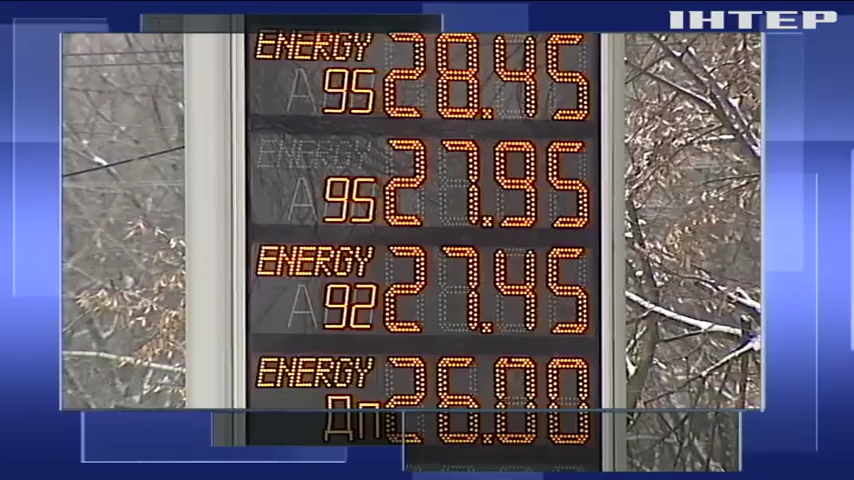 ІНТЕР
ENERGY 28.45
А 95
ENERGY 27.95
А 95
ENERGY 27.45
А 92
ENERGY 26.00
Дп